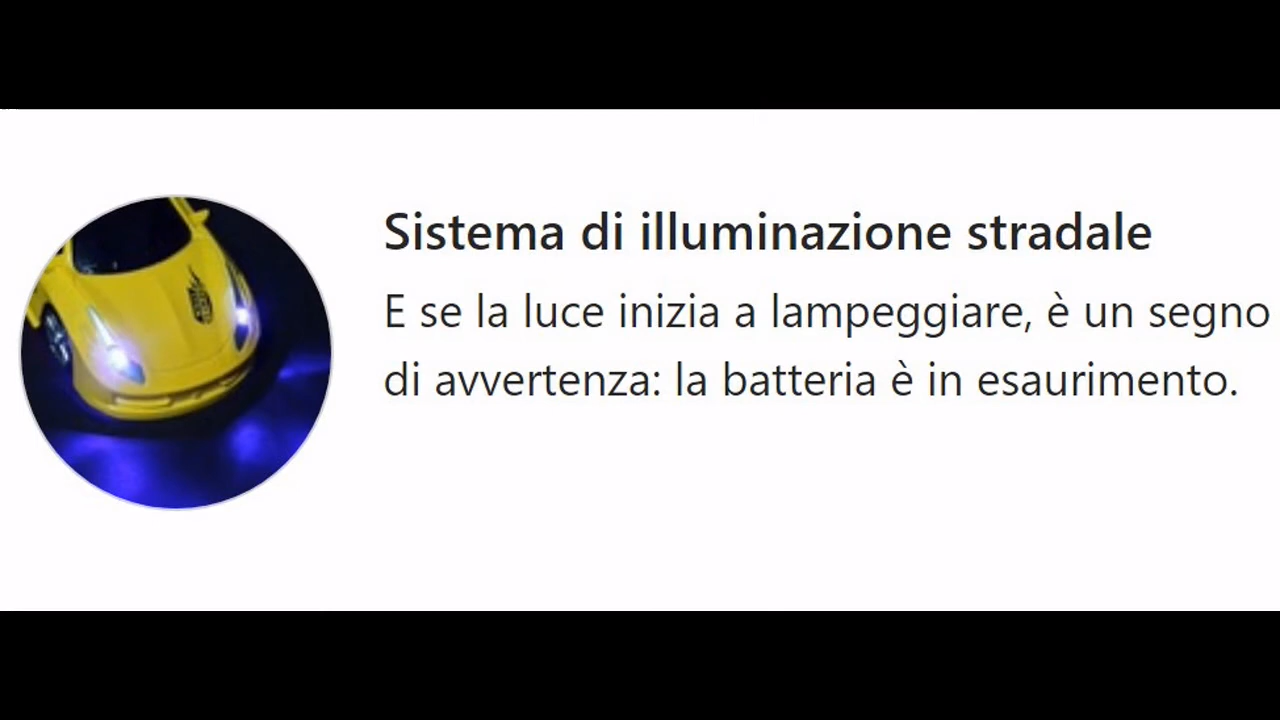 Sistema di illuminazione stradale
E se la luce inizia a lampeggiare, è un segno
di avvertenza: la batteria è in esaurimento.